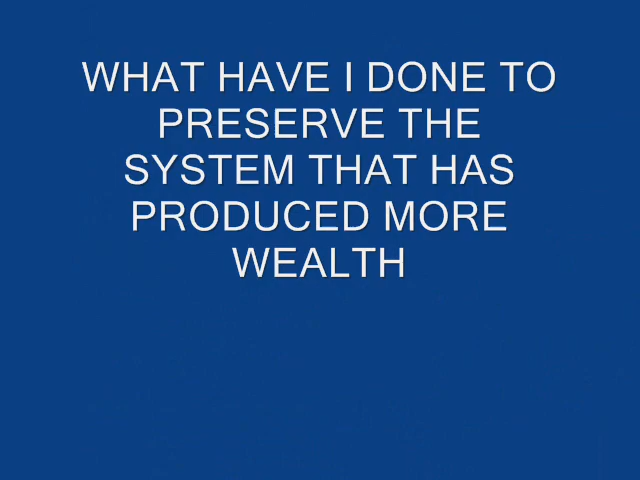 WHAT HAVE I DONE TO
PRESERVE THE
SYSTEM THAT HAS
PRODUCED MORE
WEALTH